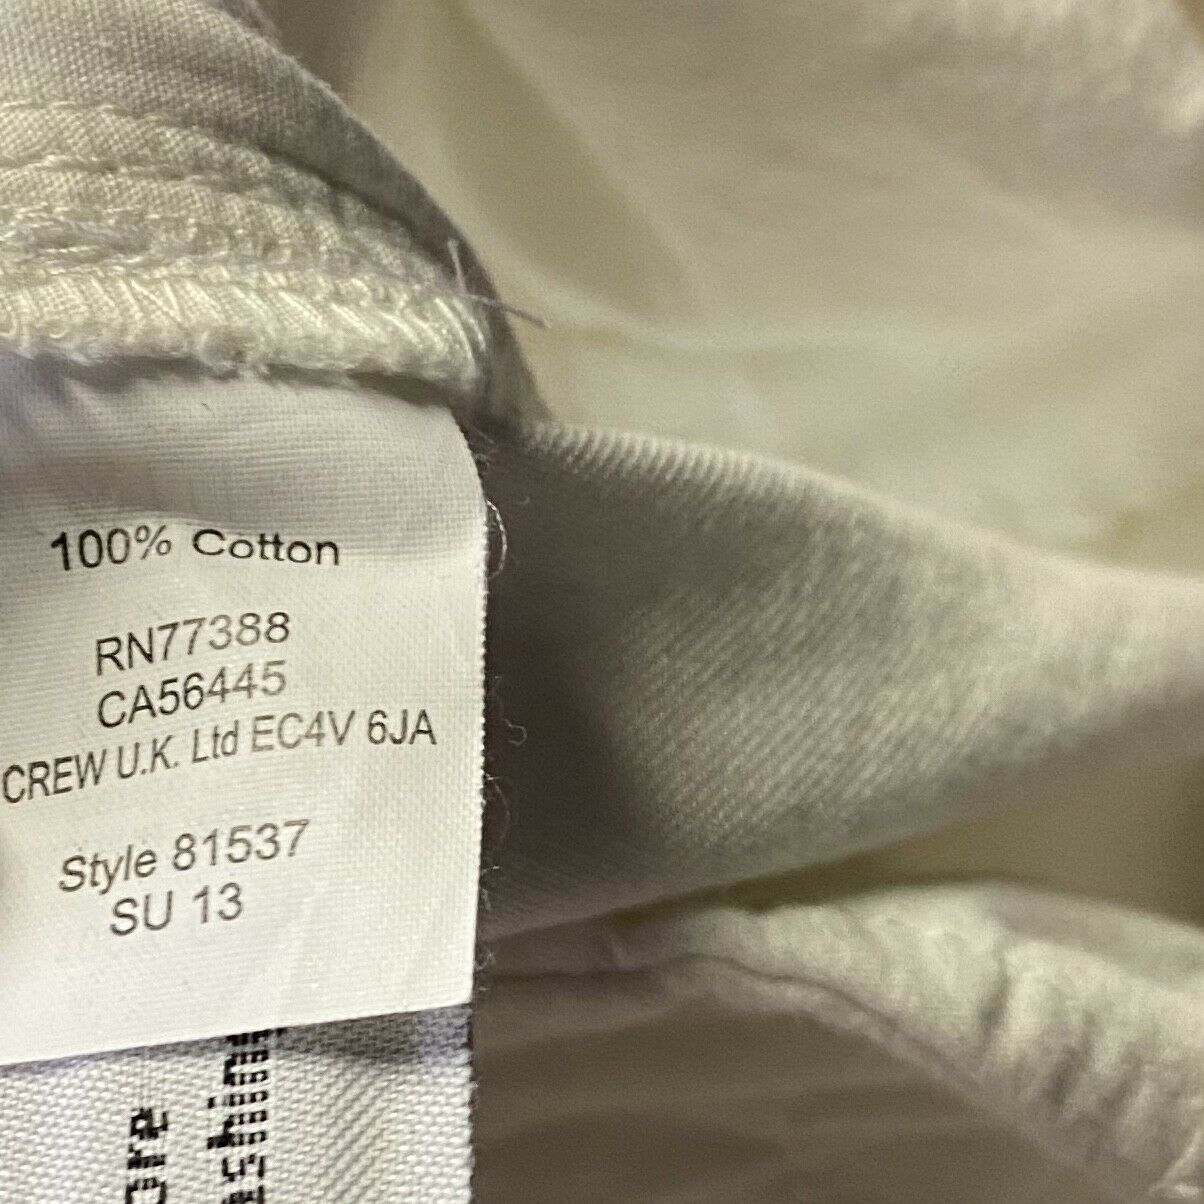 100% Cotton
RN77388
CA56445
CREW U.K. Ltd EC4V 6JA
Style 81537
SU 13